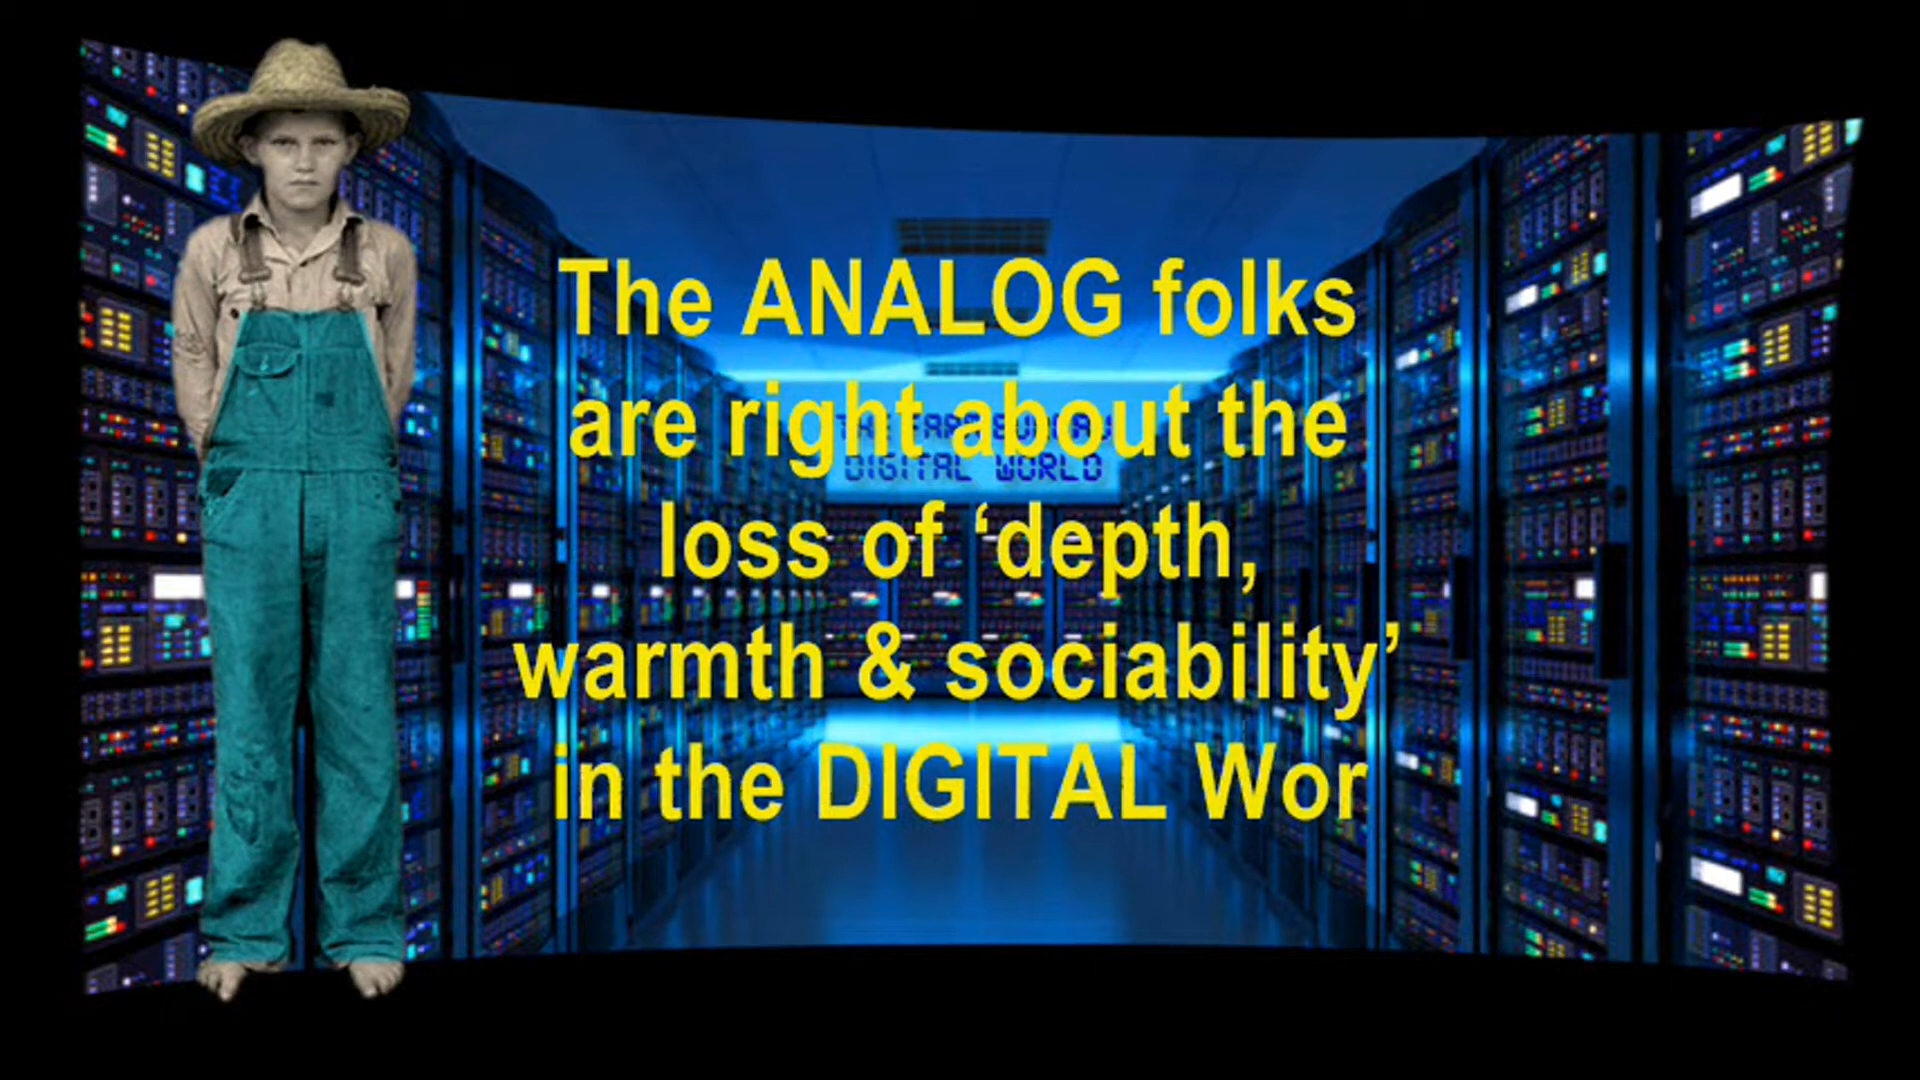 The ANALOG folks
are right about the
loss of ‘depth,
warmth & sociability’
in the DIGITAL Wor
DIGITAL WORLD